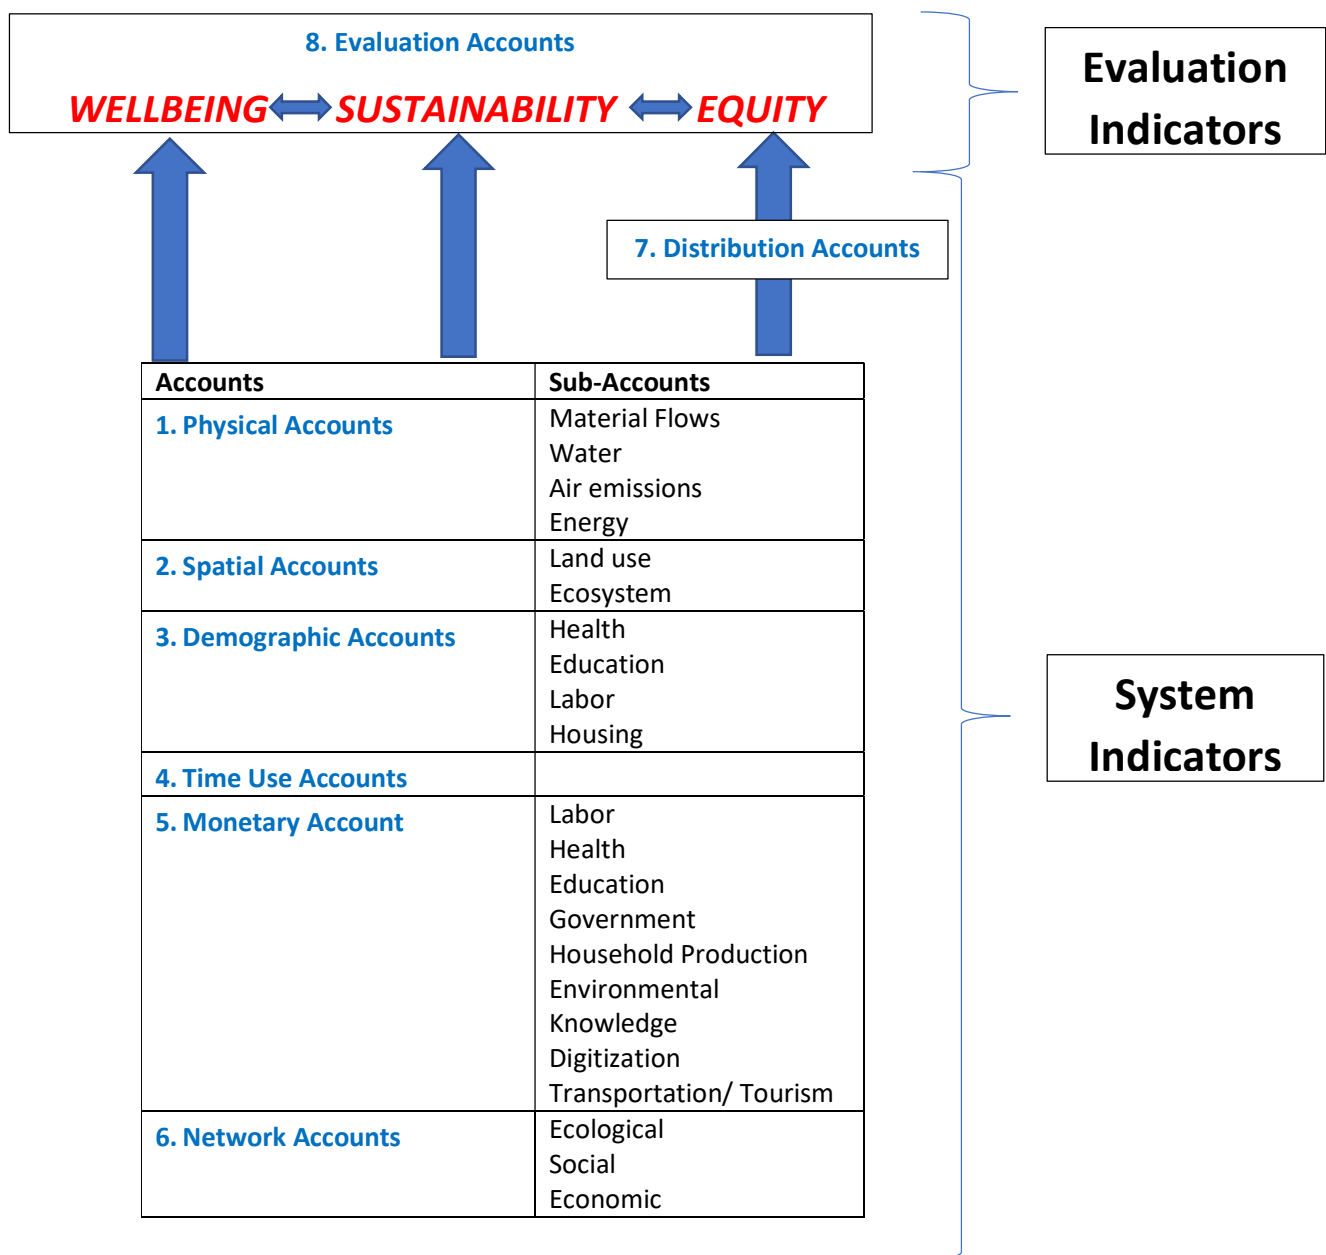 8. Evaluation Accounts
WELLBEING SUSTAINABILITY EQUITY
Evaluation
Indicators
7. Distribution Accounts
Accounts Sub-Accounts
1. Physical Accounts Material Flows
Water
Air emissions
Energy
2. Spatial Accounts Land use
Ecosystem
3. Demographic Accounts Health
Education
Labor
Housing
System
Indicators
4. Time Use Accounts
5. Monetary Account Labor
Health
Education
Government
Household Production
Environmental
Knowledge
Digitization
Transportation/ Tourism
6. Network Accounts Ecological
Social
Economic